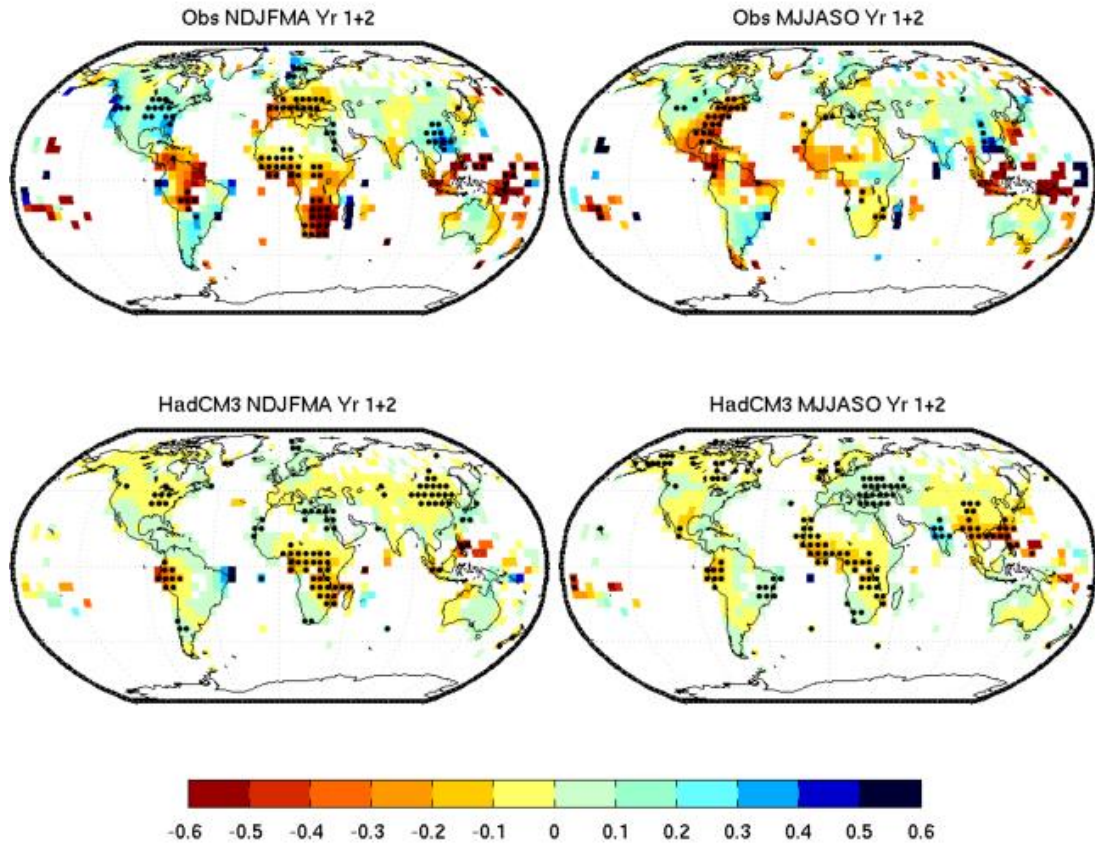 Obs NDJFMA Yr 1+2
Obs MJJASO Yr 1+2
HadCM3 NDJFMA Yr 1+2
HadCM3 MJJASO Yr 1+2
-0.6 -0.5 -0.4 -0.3 -0.2 -0.1 0 0.1 0.2 0.3 0.4 0.5 0.6